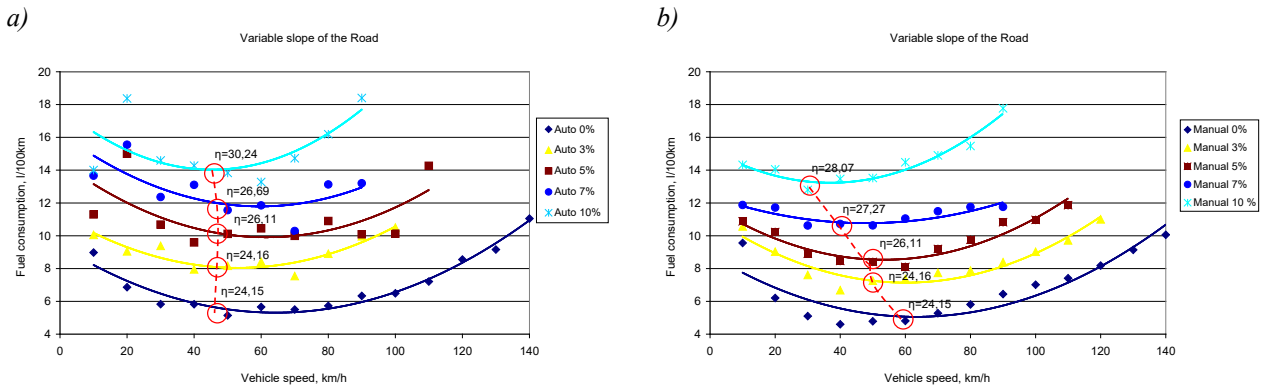 a)
Variable slope of the Road
Fuel consumption, l/100km
20
18
16
14
12
10
8
6
4
η=30,24
η=26,69
η=26,11
η=24,16
η=24,15
0 20 40 60 80 100 120 140
Vehicle speed, km/h
Auto 0%
Auto 3%
Auto 5%
Auto 7%
Auto 10%
b)
Variable slope of the Road
Fuel consumption, l/100km
20
18
16
14
12
10
8
6
4
η=28,07
η=27,27
η=26,11
η=24,16
η=24,15
0 20 40 60 80 100 120 140
Vehicle speed, km/h
Manual 0%
Manual 3%
Manual 5%
Manual 7%
Manual 10 %